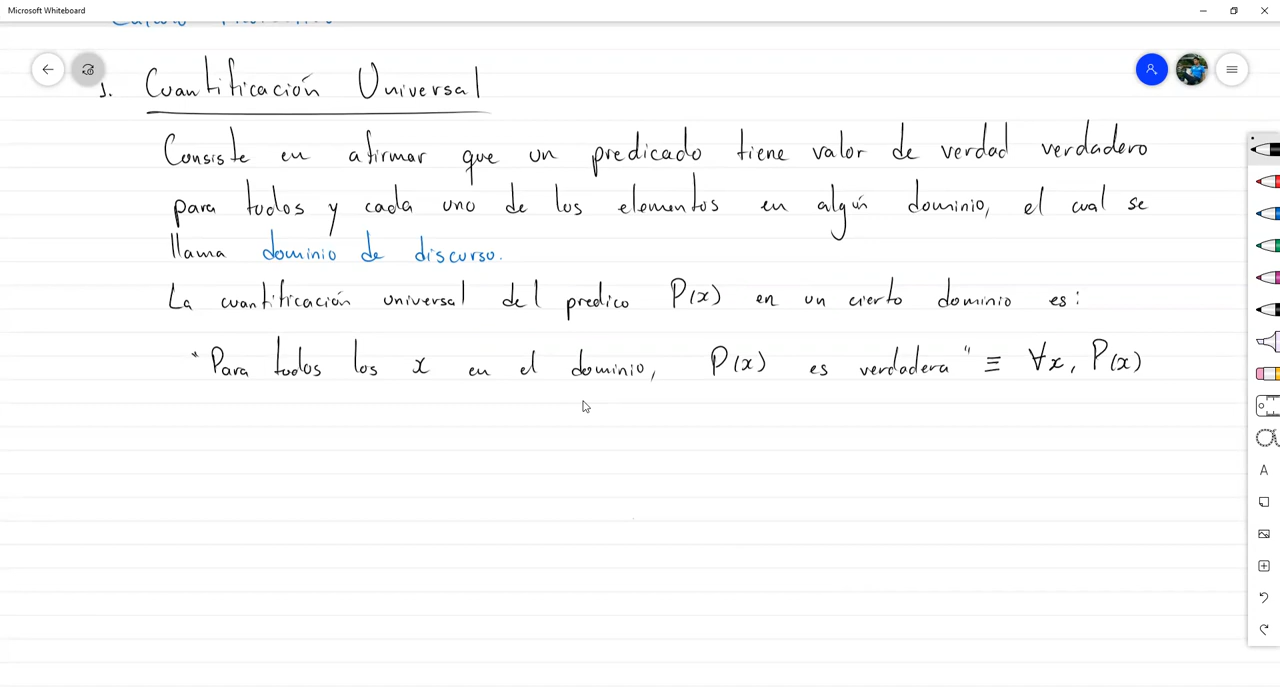 Microsoft Whiteboard
1. Cuantificación Universal
Consiste en afirmar que un predicado tiene valor de verdad verdadero
para todos y cada uno de los elementos en algún dominio, el cual se
llama dominio de discurso.
La cuantificación universal del predico P(x) en un cierto dominio es:
"Para todos los x en el dominio, P(x) es verdadera" ≡ ∀x, P(x)
A